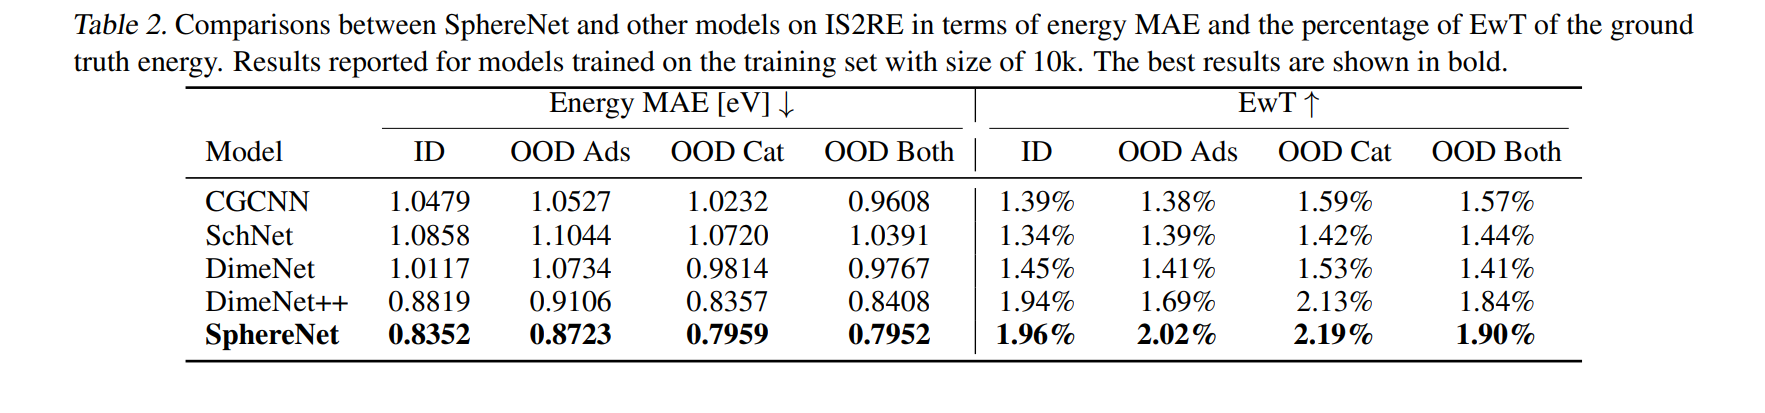 Table 2. Comparisons between SphereNet and other models on IS2RE in terms of energy MAE and the percentage of EwT of the ground
truth energy. Results reported for models trained on the training set with size of 10k. The best results are shown in bold.
Energy MAE [eV] ↓ EwT ↑
Model ID OOD Ads OOD Cat OOD Both ID OOD Ads OOD Cat OOD Both
CGCNN 1.0479 1.0527 1.0232 0.9608 1.39% 1.38% 1.59% 1.57%
SchNet 1.0858 1.1044 1.0720 1.0391 1.34% 1.39% 1.42% 1.44%
DimeNet 1.0117 1.0734 0.9814 0.9767 1.45% 1.41% 1.53% 1.41%
DimeNet++ 0.8819 0.9106 0.8357 0.8408 1.94% 1.69% 2.13% 1.84%
SphereNet 0.8352 0.8723 0.7959 0.7952 1.96% 2.02% 2.19% 1.90%